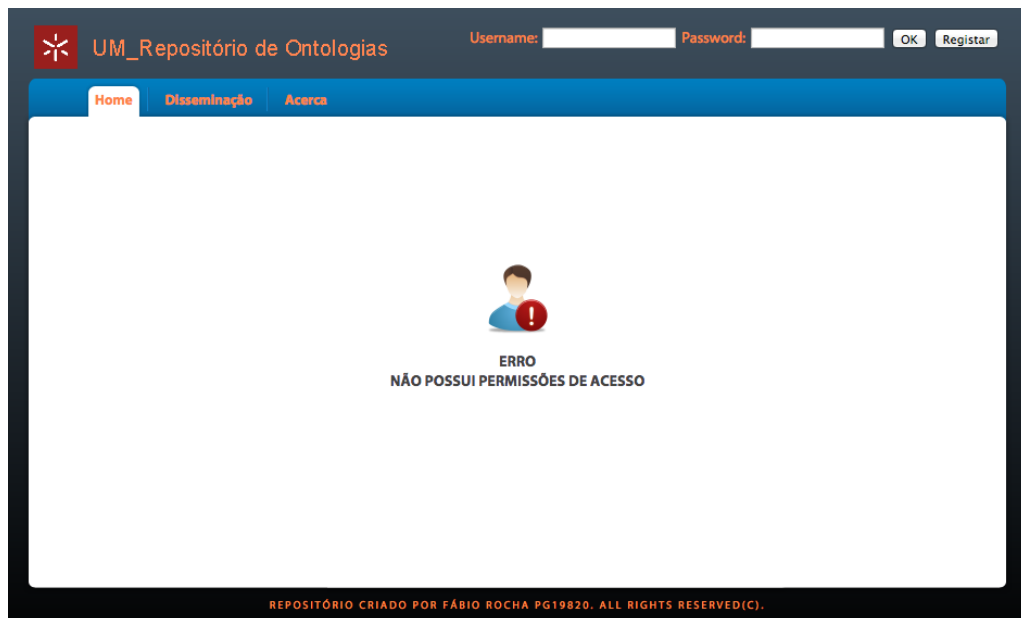 UM_Repositório de Ontologias
Username:
Password:
OK
Registar
Home
Disseminação
Acerca
ERRO
NÃO POSSUI PERMISSÕES DE ACESSO
REPOSITÓRIO CRIADO POR FÁBIO ROCHA PG19820. ALL RIGHTS RESERVED(C).